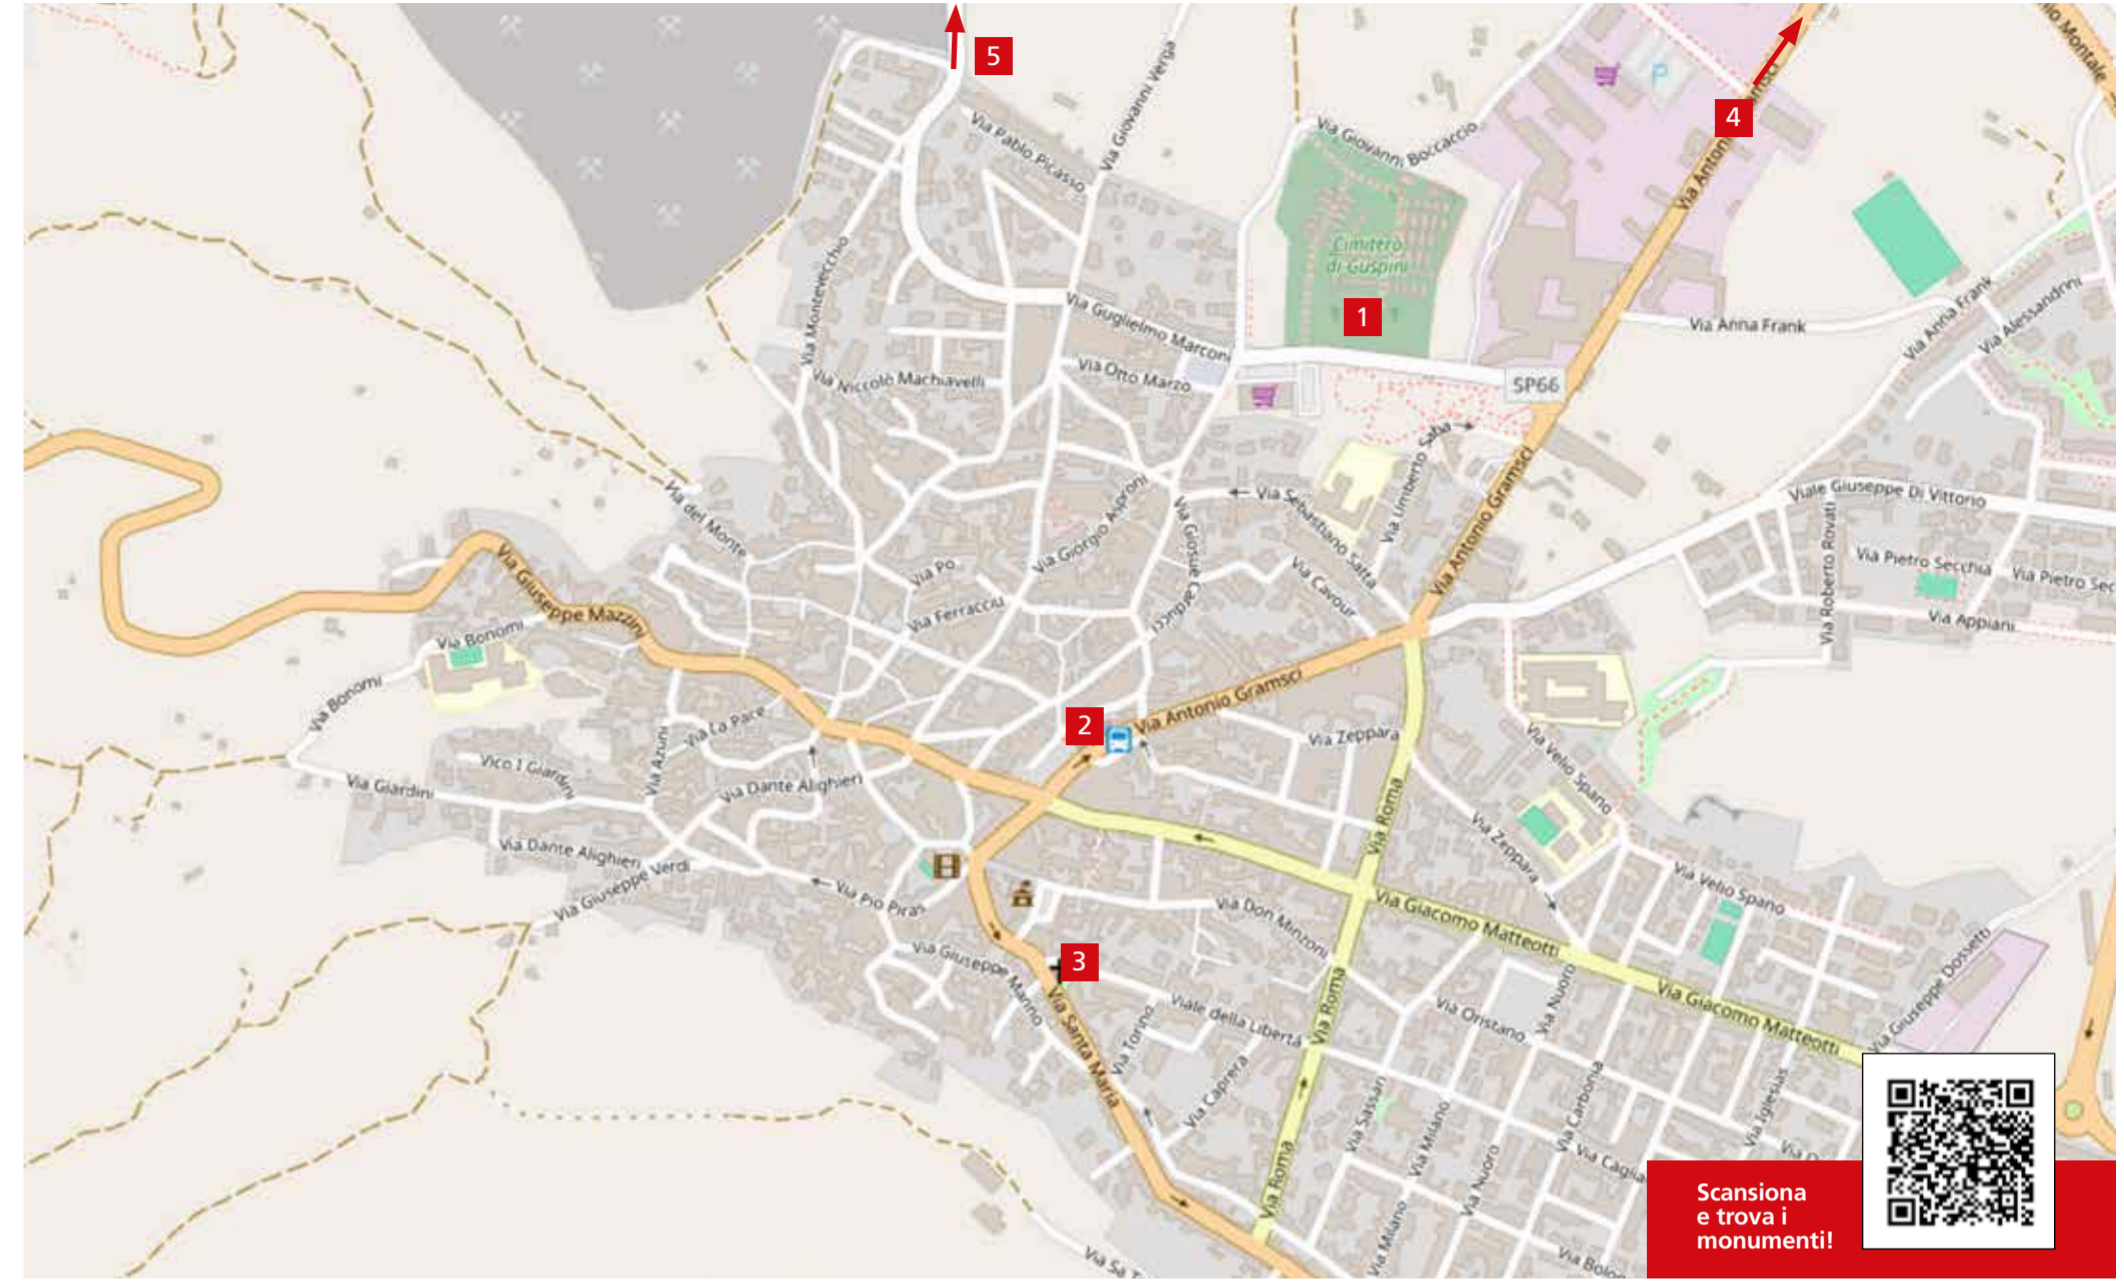 5
4
Via Antonio Gramsci
Via Giovanni Verga
Via Pablo Picasso
Via Giovanni Boccaccio
Cimitero
di Guspini
1
Via Montevecchio
Via Guglielmo Marconi
Via Anna Frank
Via Anna Frank
Via Alessandrini
Via Niccolò Machiavelli
Via Otto Marzo
SP66
Via Umberto Saba
Via Antonio Gramsci
Via del Monte
Via Giorgio Asproni
Via Giosue Carducci
Via Sebastiano Satta
Viale Giuseppe Di Vittorio
Via Roberto Rovati
Via Pietro Secchia
Via Giuseppe Mazzini
Via Po
Via Ferracciu
Via Cavour
Via Appiani
Via Bonomi
Via Bonomi
Via La Pace
Via Azuni
2
Via Antonio Gramsci
Via Zeppara
Via Velio Spano
Vico I Giardini
Via Giardini
Via Dante Alighieri
Via Roma
Via Zeppara
Via Dante Alighieri
Via Giuseppe Verdi
Via Pio Piras
Via Don Minzoni
Via Giacomo Matteotti
Via Velio Spano
Via Giuseppe Marino
3
Via Santa Maria
Via Torino
Viale della Libertà
Via Roma
Via Oristano
Via Nuoro
Via Giacomo Matteotti
Via Giuseppe Dossetti
Via Caprera
Via Sassari
Via Milano
Via Carbonia
Via Iglesias
Via Roma
Via Nuoro
Via Milano
Scansiona
e trova i
monumenti!